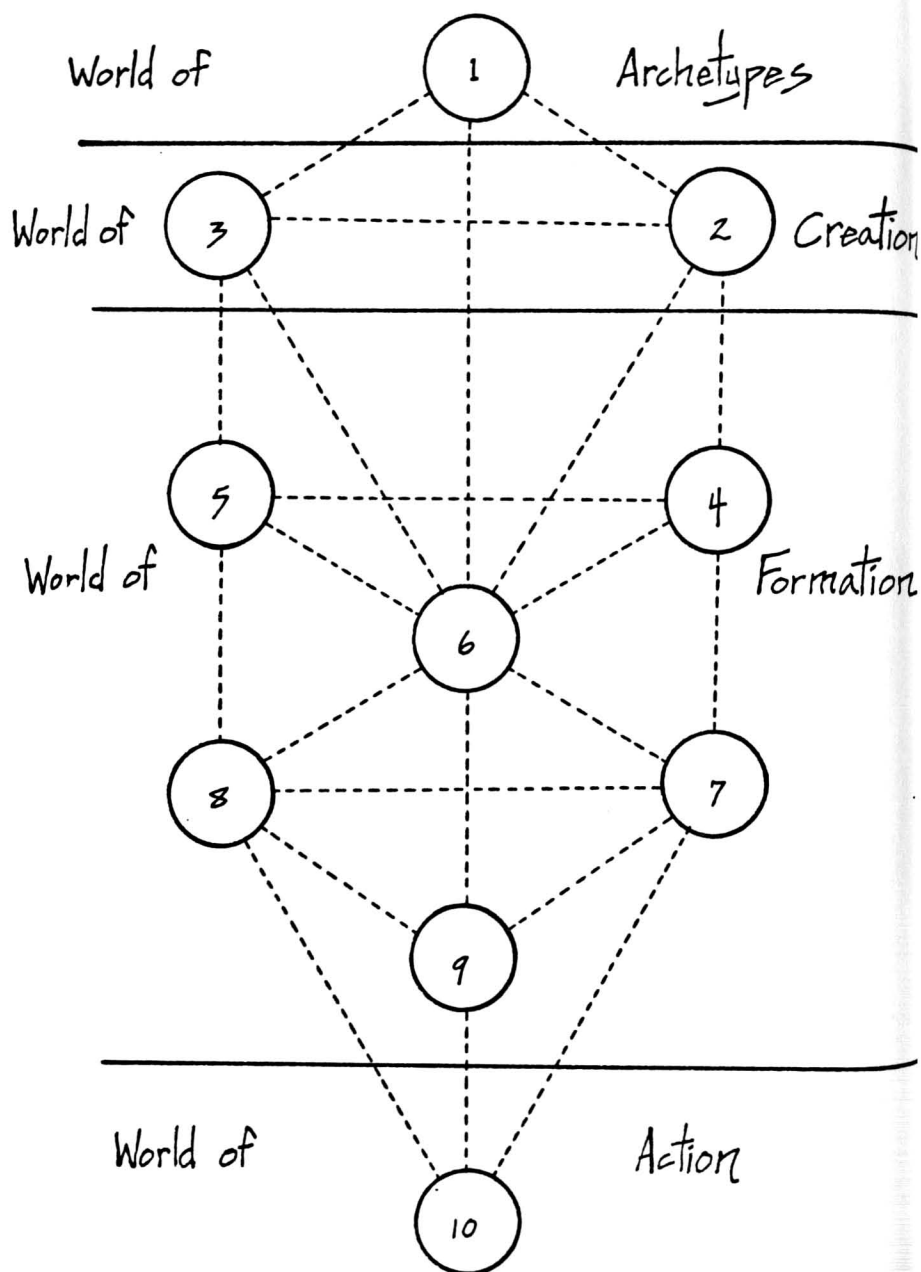 World of 1 Archetypes
World of 3 2 Creation
5 4
World of Formation
6
8 7
9
World of Action
10